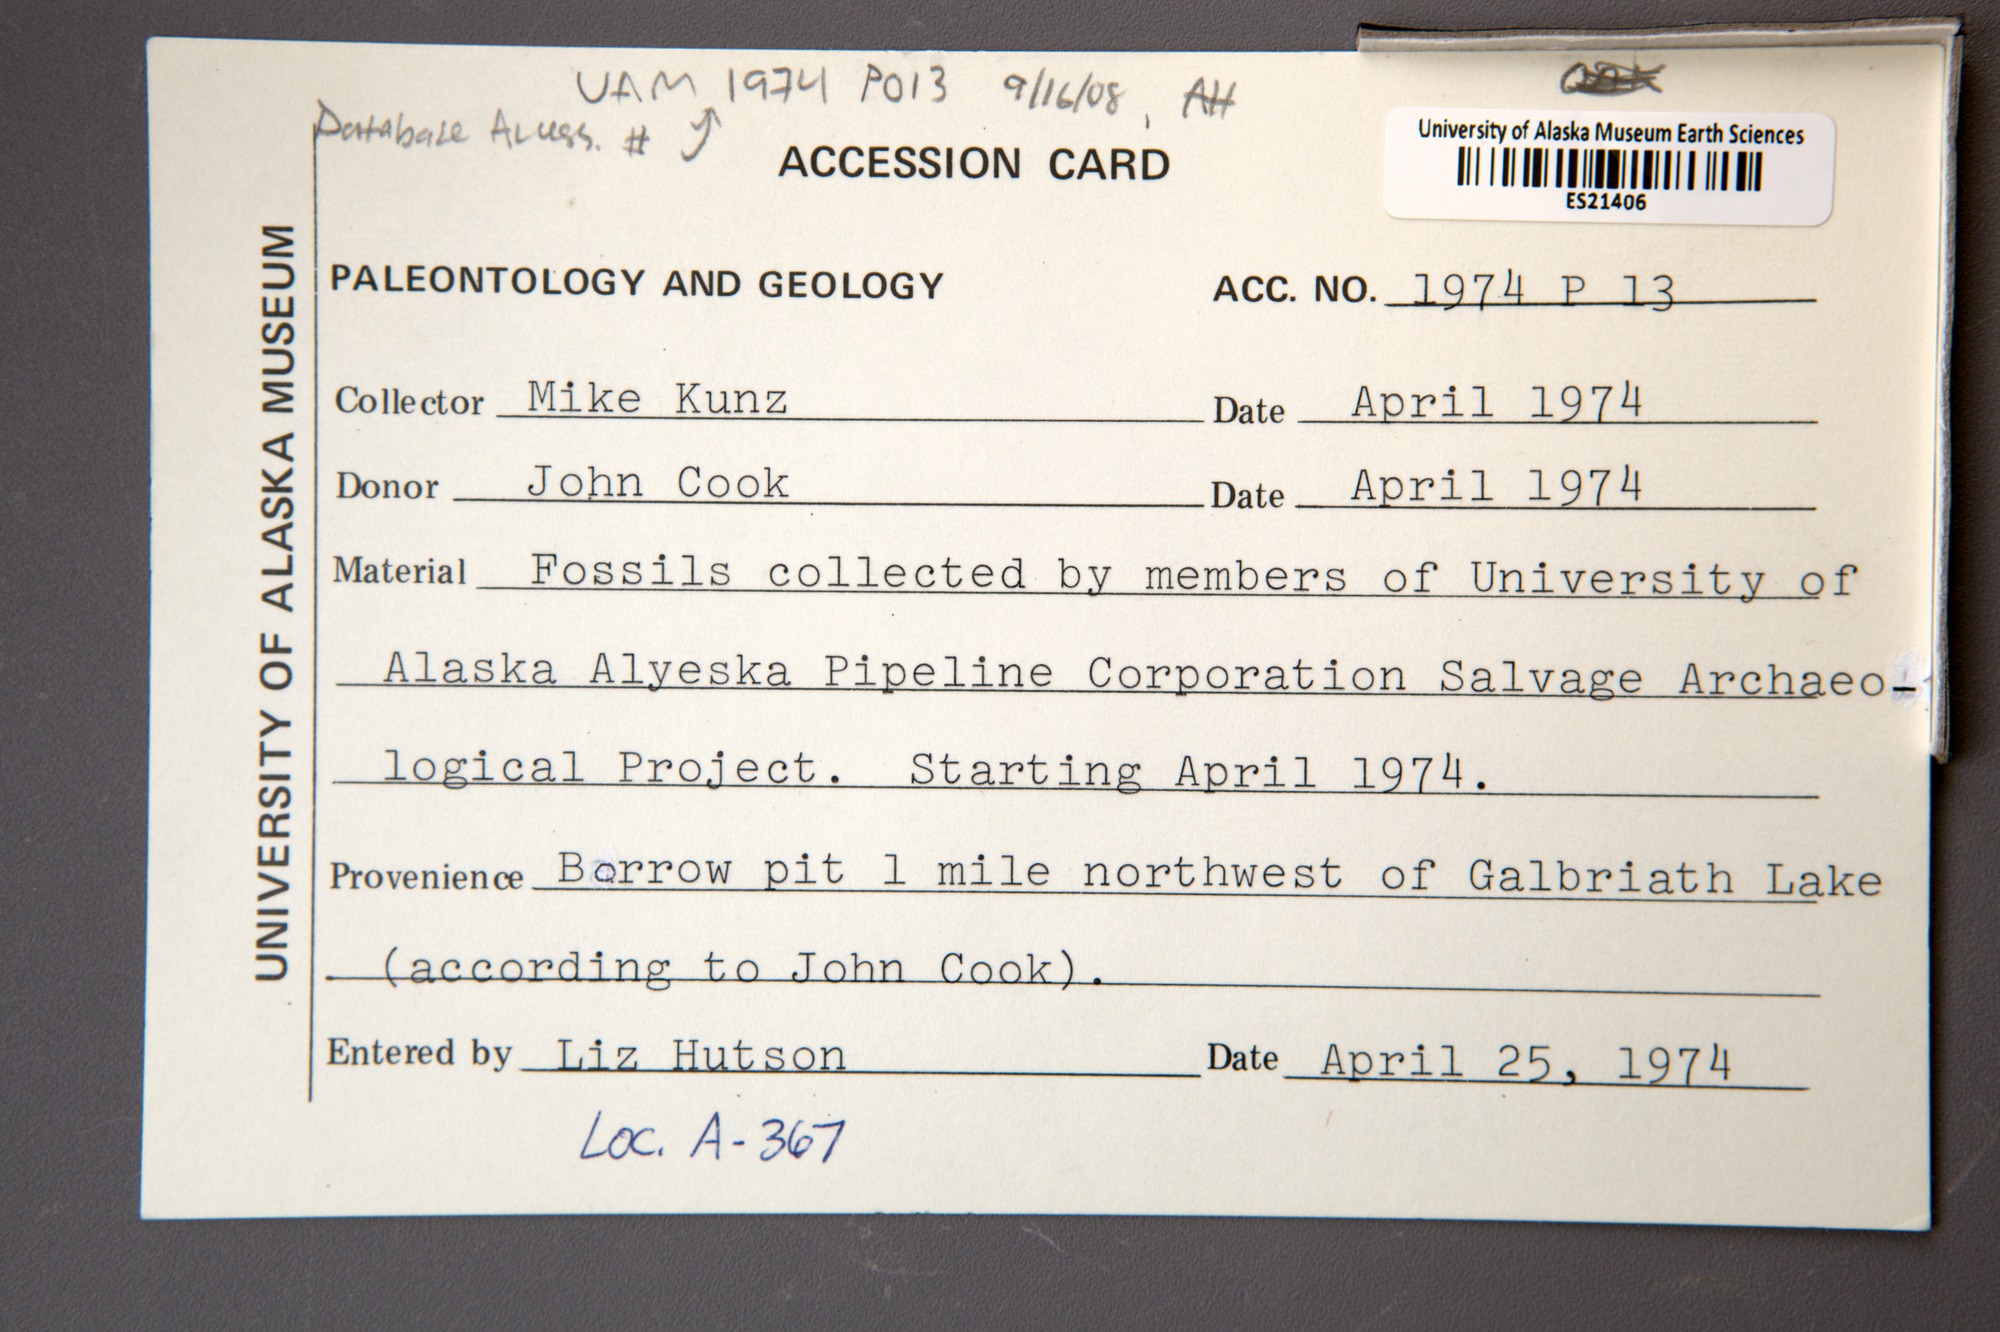 UAM 1974 P013 9/16/08, AH
Database Access. #
ACCESSION CARD
University of Alaska Museum Earth Sciences
ES21406
UNIVERSITY OF ALASKA MUSEUM
PALEONTOLOGY AND GEOLOGY ACC. NO. 1974 P 13
Collector Mike Kunz Date April 1974
Donor John Cook Date April 1974
Material Fossils collected by members of University of
Alaska Alyeska Pipeline Corporation Salvage Archaeo-
logical Project. Starting April 1974.
Provenience Borrow pit 1 mile northwest of Galbriath Lake
(according to John Cook).
Entered by Liz Hutson Date April 25, 1974
Loc. A-367